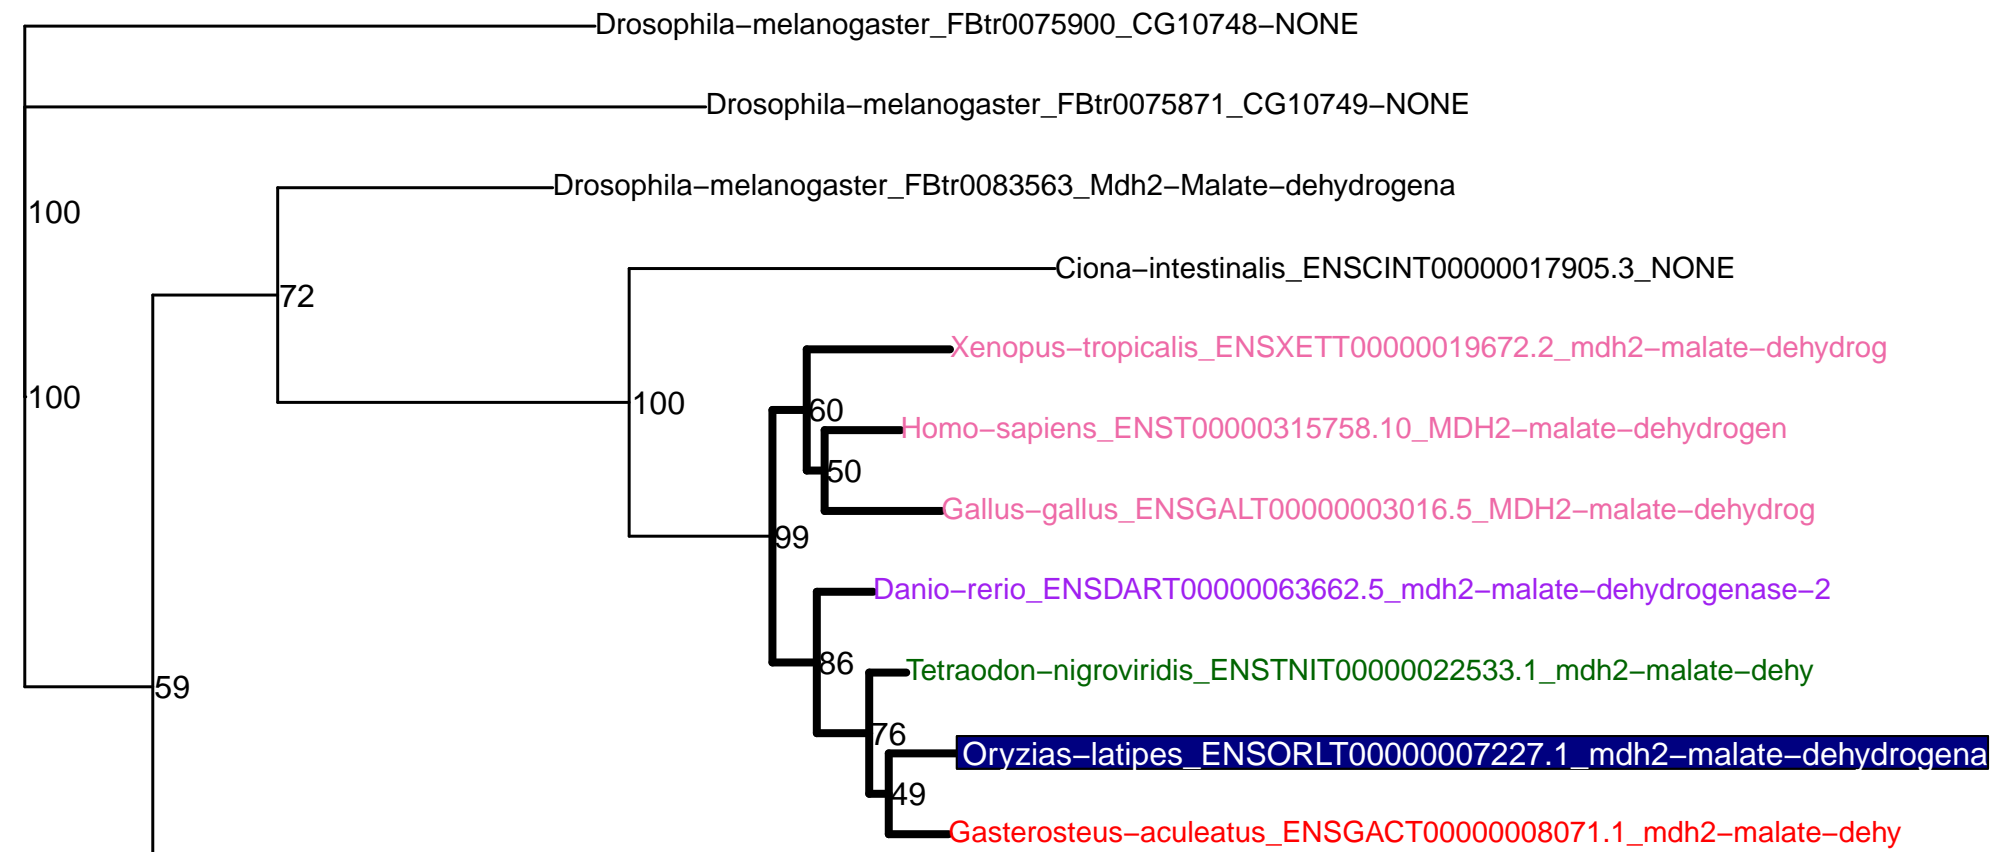 Drosophila−melanogaster_FBtr0075900_CG10748−NONE
Drosophila−melanogaster_FBtr0075871_CG10749−NONE
Drosophila−melanogaster_FBtr0083563_Mdh2−Malate−dehydrogena
100
Ciona−intestinalis_ENSCINT00000017905.3_NONE
72
Xenopus−tropicalis_ENSXETT00000019672.2_mdh2−malate−dehydrog
100
100
60
Homo−sapiens_ENST00000315758.10_MDH2−malate−dehydrogen
50
Gallus−gallus_ENSGALT00000003016.5_MDH2−malate−dehydrog
99
Danio−rerio_ENSDART00000063662.5_mdh2−malate−dehydrogenase−2
86
Tetraodon−nigroviridis_ENSTNIT00000022533.1_mdh2−malate−dehy
59
76
Oryzias−latipes_ENSORLT00000007227.1_mdh2−malate−dehydrogena
49
Gasterosteus−aculeatus_ENSGACT00000008071.1_mdh2−malate−dehy